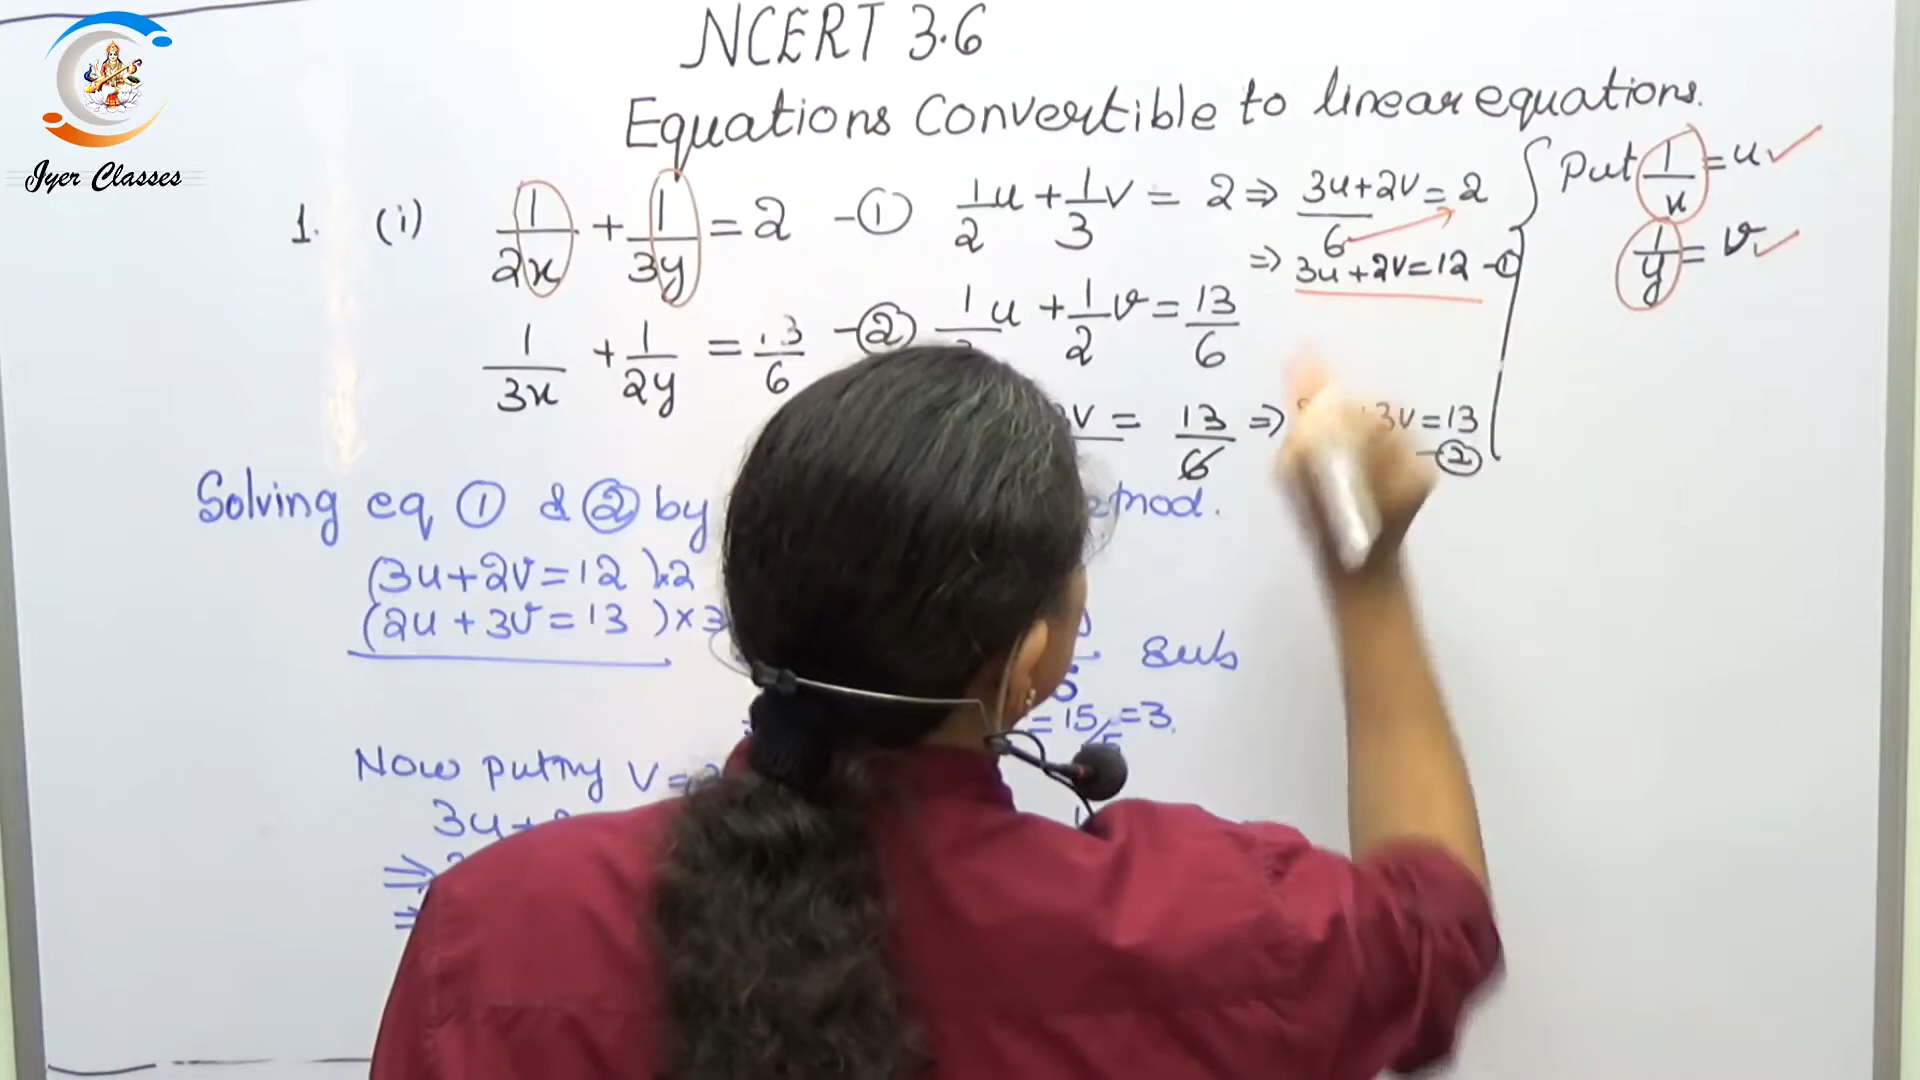 Iyer Classes
NCERT 3.6
Equations Convertible to linear equations.
1. (i) 1/2x + 1/3y = 2 -① 1/2 u + 1/3 v = 2 ⇒ 3u+2v/6 = 2
⇒ 3u+2v=12 -①
Put 1/x = u
1/y = v
1/3x + 1/2y = 13/6 -② 1 u + 1/2 v = 13/6
v = 13/6 ⇒ 3v=13
-②
Solving eq ① & ② by
(3u+2v=12)×2
(2u+3v=13)×3
sub
=15/5=3.
Now putting v=
3u+
⇒
⇒